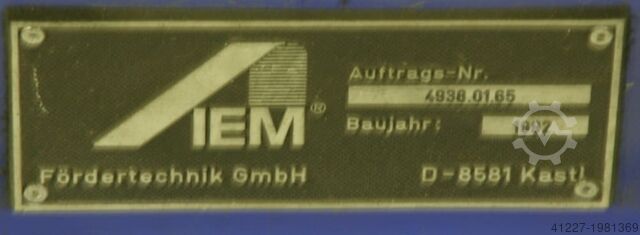 IEM®
Auftrags-Nr.
4936.01.65
Baujahr:
Fördertechnik GmbH
D-8581 Kastl
41227-1981369